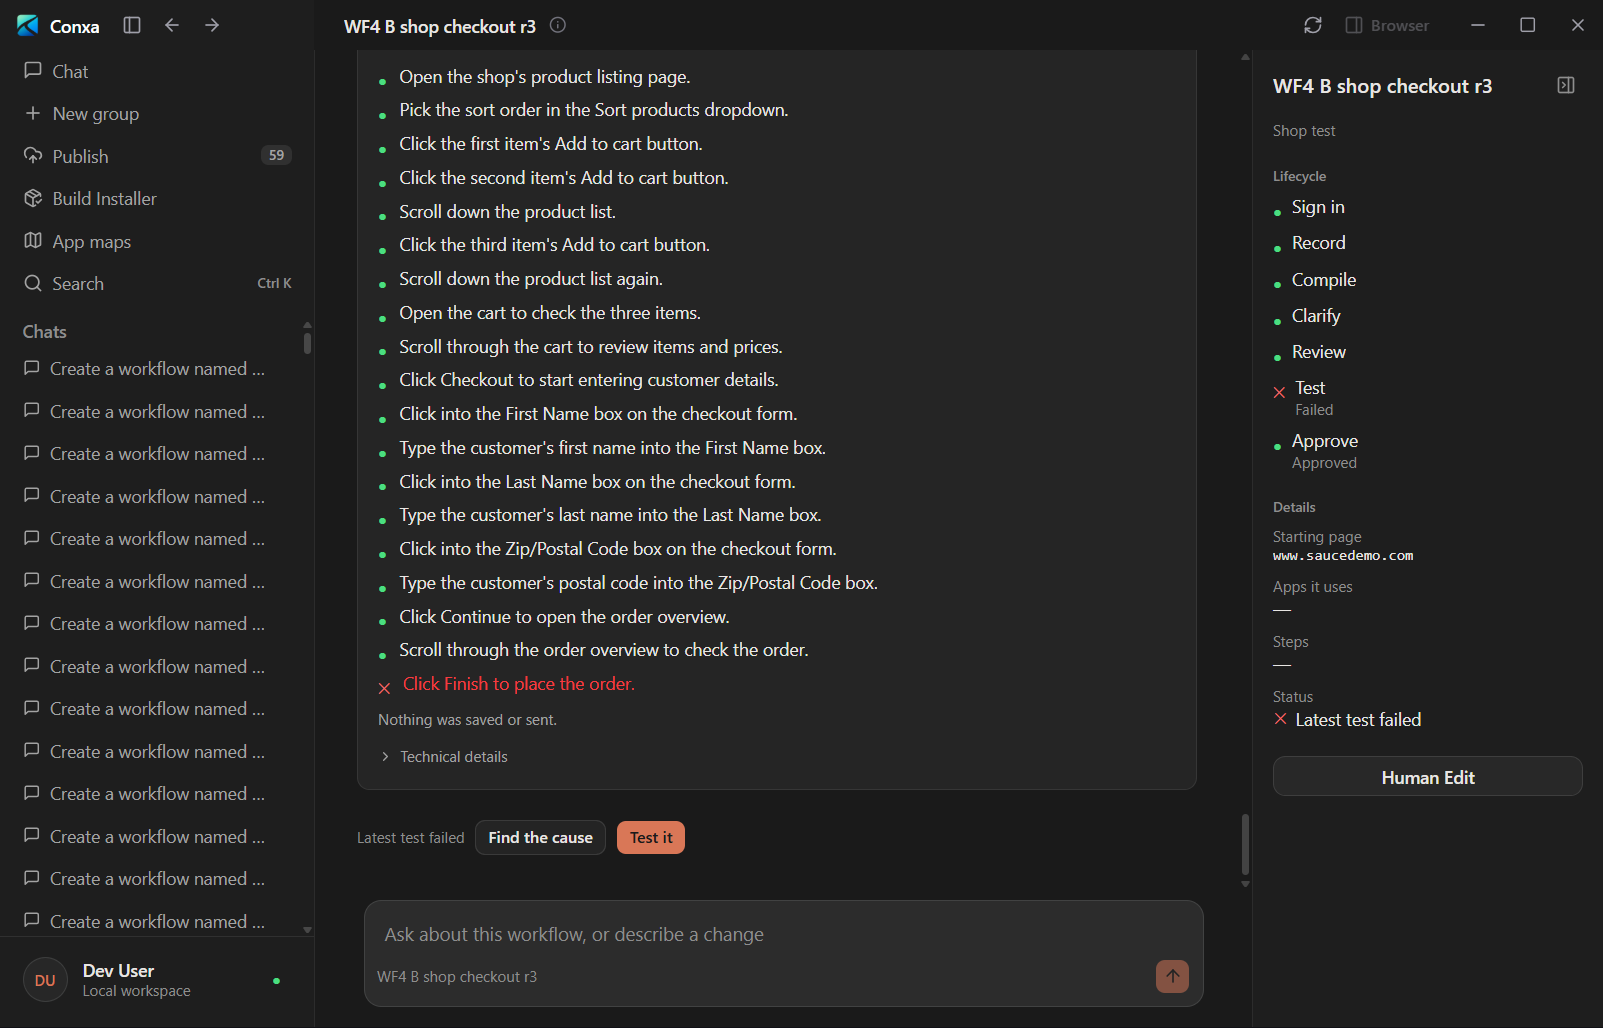 Conxa
Chat
New group
Publish 59
Build Installer
App maps
Search Ctrl K
Chats
Create a workflow named ...
Create a workflow named ...
Create a workflow named ...
Create a workflow named ...
Create a workflow named ...
Create a workflow named ...
Create a workflow named ...
Create a workflow named ...
Create a workflow named ...
Create a workflow named ...
Create a workflow named ...
Create a workflow named ...
Create a workflow named ...
Create a workflow named ...
DU
Dev User
Local workspace
WF4 B shop checkout r3
Browser
Open the shop's product listing page.
Pick the sort order in the Sort products dropdown.
Click the first item's Add to cart button.
Click the second item's Add to cart button.
Scroll down the product list.
Click the third item's Add to cart button.
Scroll down the product list again.
Open the cart to check the three items.
Scroll through the cart to review items and prices.
Click Checkout to start entering customer details.
Click into the First Name box on the checkout form.
Type the customer's first name into the First Name box.
Click into the Last Name box on the checkout form.
Type the customer's last name into the Last Name box.
Click into the Zip/Postal Code box on the checkout form.
Type the customer's postal code into the Zip/Postal Code box.
Click Continue to open the order overview.
Scroll through the order overview to check the order.
Click Finish to place the order.
Nothing was saved or sent.
Technical details
Latest test failed Find the cause Test it
Ask about this workflow, or describe a change
WF4 B shop checkout r3
WF4 B shop checkout r3
Shop test
Lifecycle
Sign in
Record
Compile
Clarify
Review
Test
Failed
Approve
Approved
Details
Starting page
www.saucedemo.com
Apps it uses
—
Steps
—
Status
Latest test failed
Human Edit